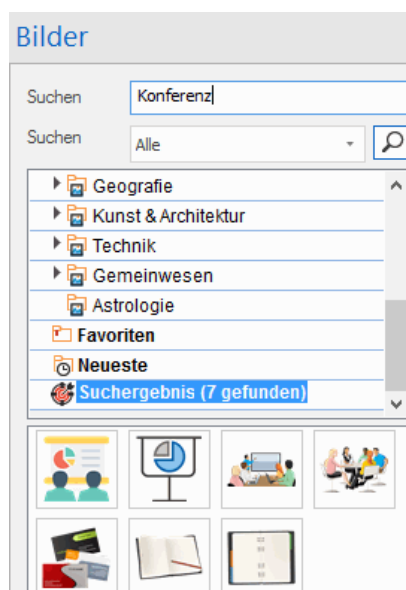 Bilder
Suchen Konferenz
Suchen Alle
Geografie
Kunst & Architektur
Technik
Gemeinwesen
Astrologie
Favoriten
Neueste
Suchergebnis (7 gefunden)